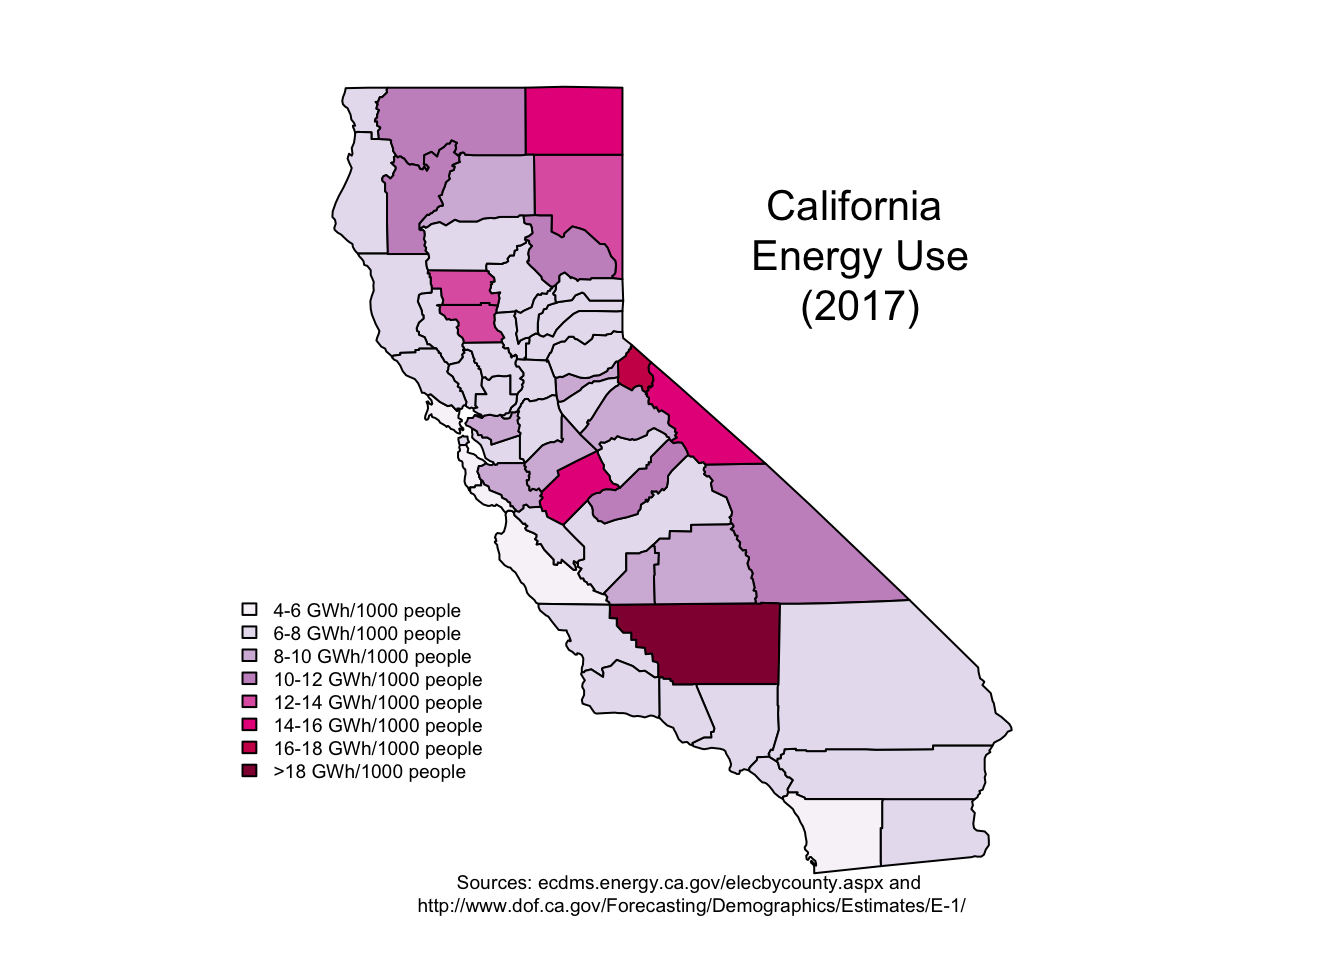 California
Energy Use
(2017)
4-6 GWh/1000 people
6-8 GWh/1000 people
8-10 GWh/1000 people
10-12 GWh/1000 people
12-14 GWh/1000 people
14-16 GWh/1000 people
16-18 GWh/1000 people
>18 GWh/1000 people
Sources: ecdms.energy.ca.gov/elecbycounty.aspx and
http://www.dof.ca.gov/Forecasting/Demographics/Estimates/E-1/